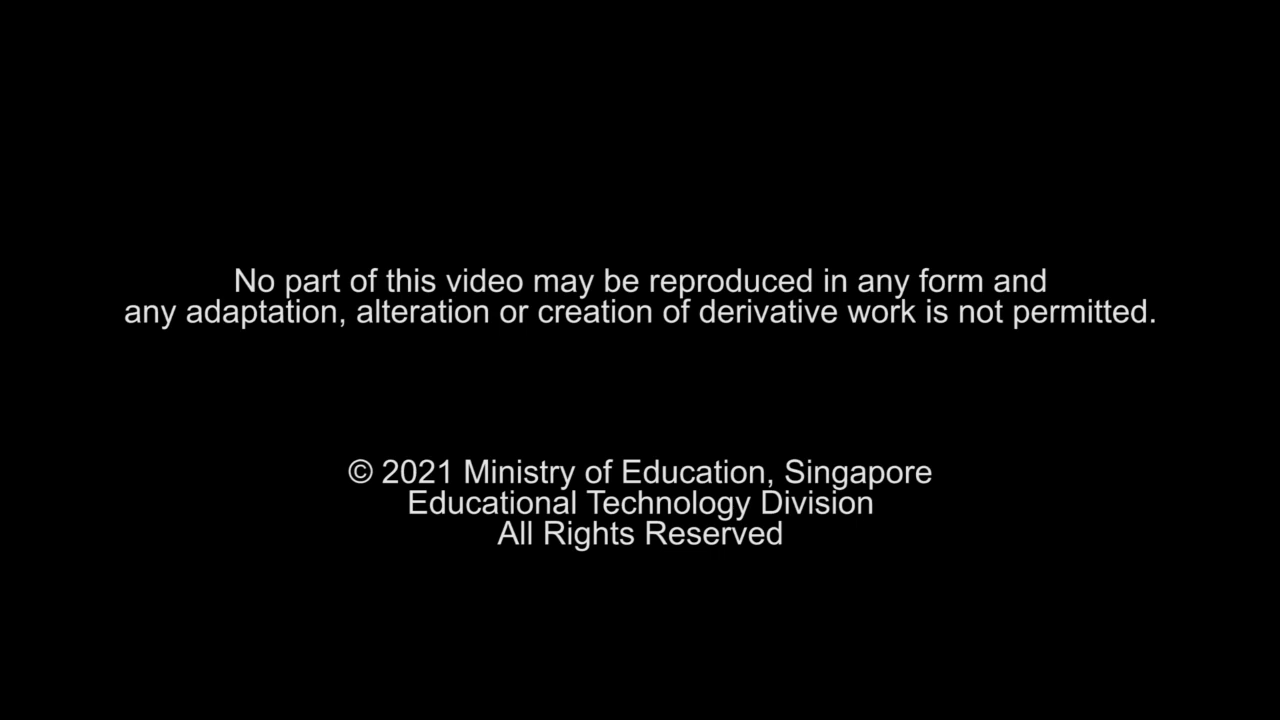 No part of this video may be reproduced in any form and
any adaptation, alteration or creation of derivative work is not permitted.
© 2021 Ministry of Education, Singapore
Educational Technology Division
All Rights Reserved